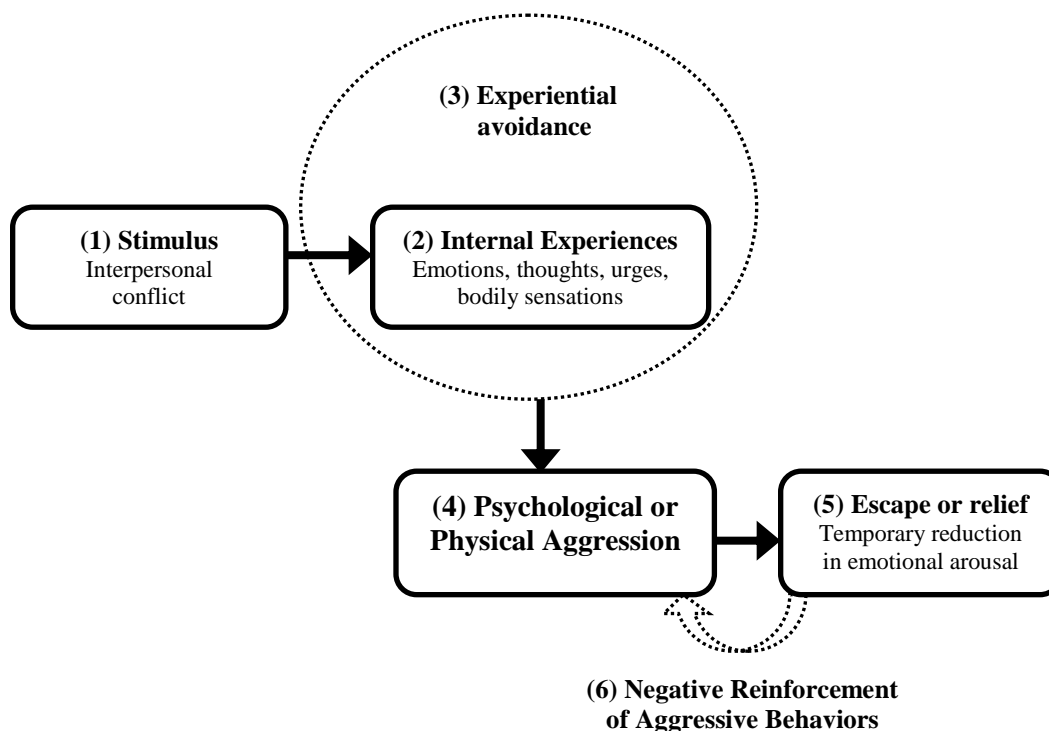 (3) Experiential
avoidance
(1) Stimulus
Interpersonal
conflict
(2) Internal Experiences
Emotions, thoughts, urges,
bodily sensations
(4) Psychological or
Physical Aggression
(5) Escape or relief
Temporary reduction
in emotional arousal
(6) Negative Reinforcement
of Aggressive Behaviors